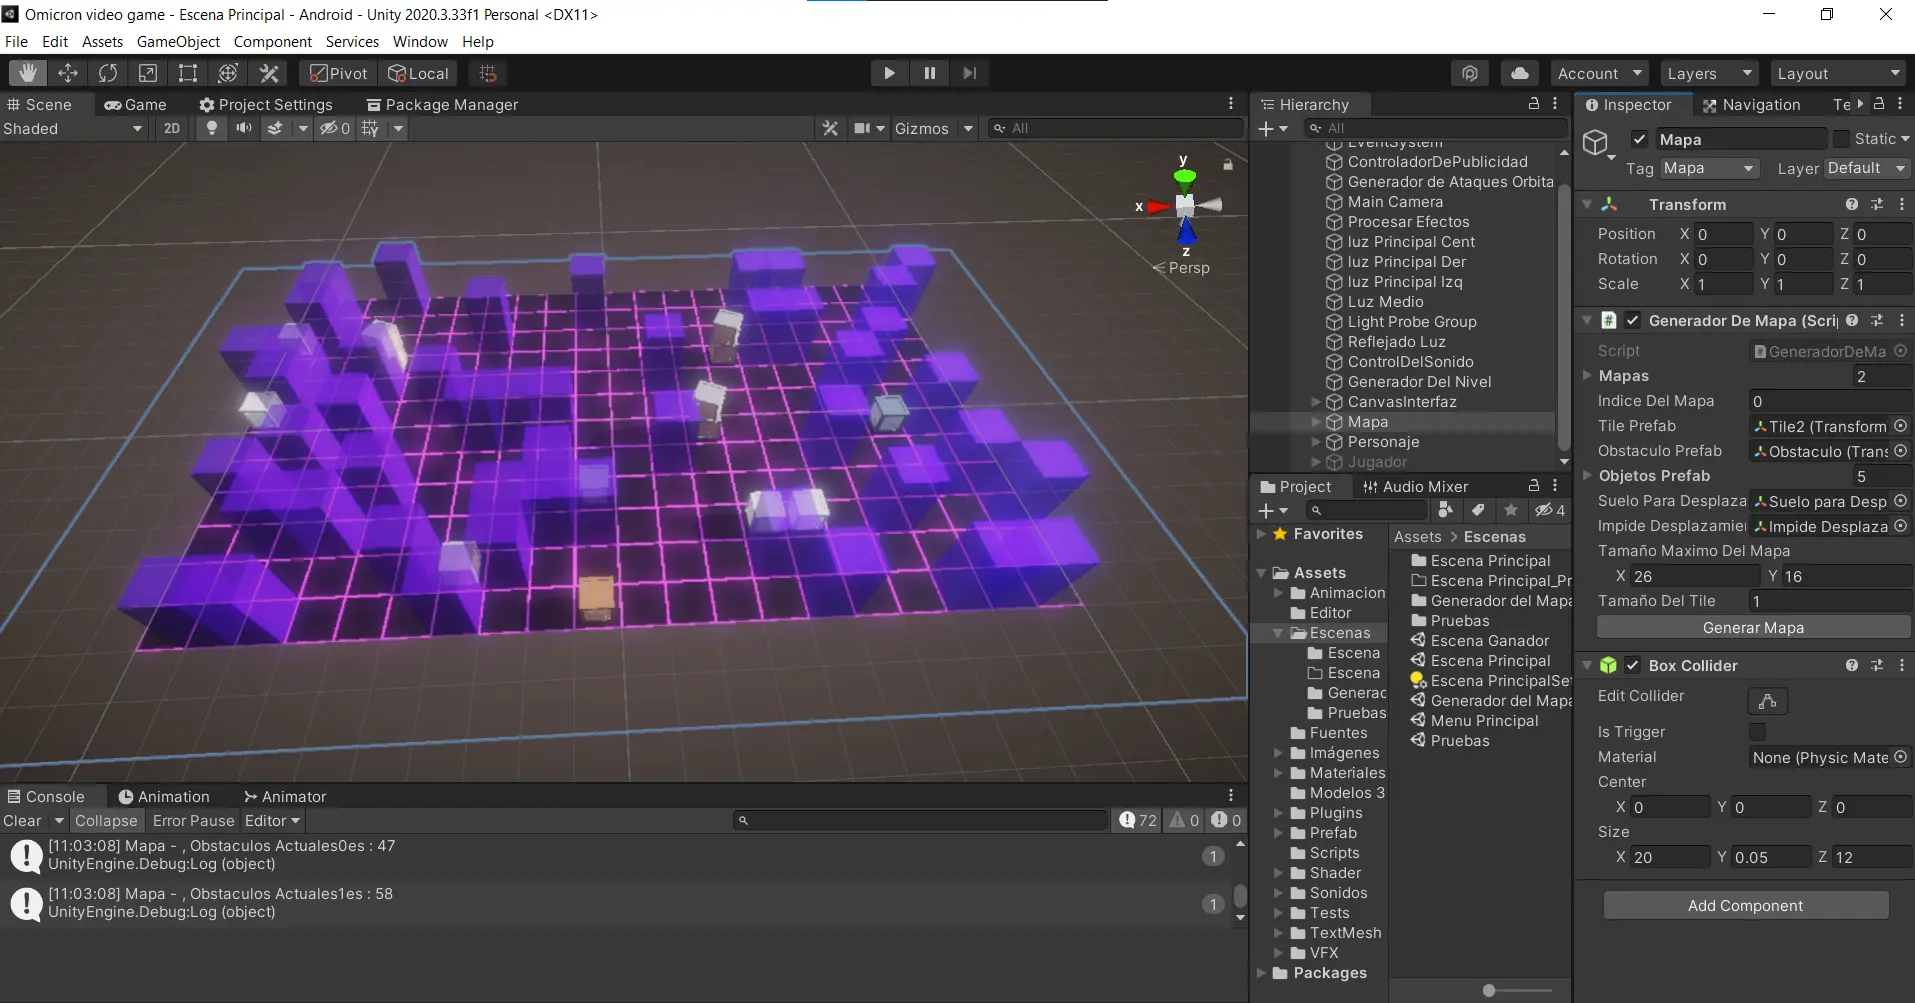 Omicron video game - Escena Principal - Android - Unity 2020.3.33f1 Personal <DX11>
File Edit Assets GameObject Component Services Window Help
Pivot Local
Account Layers Layout
Scene Game Project Settings Package Manager
Shaded 2D 0 Gizmos All
y
x
z
Persp
Hierarchy
All
EventSystem
ControladorDePublicidad
Generador de Ataques Orbita
Main Camera
Procesar Efectos
luz Principal Cent
luz Principal Der
luz Principal Izq
Luz Medio
Light Probe Group
Reflejado Luz
ControlDelSonido
Generador Del Nivel
CanvasInterfaz
Mapa
Personaje
Jugador
Project Audio Mixer
4
Favorites
Assets
Animacion
Editor
Escenas
Escena
Escena
Generac
Pruebas
Fuentes
Imágenes
Materiales
Modelos 3
Plugins
Prefab
Scripts
Shader
Sonidos
Tests
TextMesh
VFX
Packages
Assets > Escenas
Escena Principal
Escena Principal_Pr
Generador del Mapa
Pruebas
Escena Ganador
Escena Principal
Escena PrincipalSet
Generador del Mapa
Menu Principal
Pruebas
Inspector Navigation Te
Mapa Static
Tag Mapa Layer Default
Transform
Position X 0 Y 0 Z 0
Rotation X 0 Y 0 Z 0
Scale X 1 Y 1 Z 1
# Generador De Mapa (Scri
Script GeneradorDeMa
Mapas 2
Indice Del Mapa 0
Tile Prefab Tile2 (Transform
Obstaculo Prefab Obstaculo (Trans
Objetos Prefab 5
Suelo Para Desplaza Suelo para Desp
Impide Desplazamie Impide Desplaza
Tamaño Maximo Del Mapa
X 26 Y 16
Tamaño Del Tile 1
Generar Mapa
Box Collider
Edit Collider
Is Trigger
Material None (Physic Mate
Center
X 0 Y 0 Z 0
Size
X 20 Y 0.05 Z 12
Add Component
Console Animation Animator
Clear Collapse Error Pause Editor 72 0 0
[11:03:08] Mapa - , Obstaculos Actuales0es : 47
UnityEngine.Debug:Log (object)
1
[11:03:08] Mapa - , Obstaculos Actuales1es : 58
UnityEngine.Debug:Log (object)
1